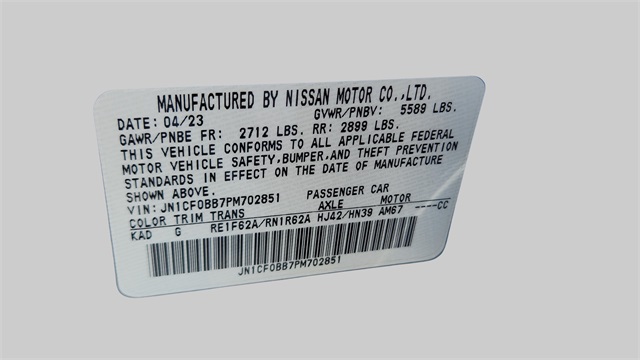 MANUFACTURED BY NISSAN MOTOR CO.,LTD.
DATE: 04/23 GVWR/PNBV: 5589 LBS.
GAWR/PNBE FR: 2712 LBS. RR: 2899 LBS.
THIS VEHICLE CONFORMS TO ALL APPLICABLE FEDERAL
MOTOR VEHICLE SAFETY,BUMPER,AND THEFT PREVENTION
STANDARDS IN EFFECT ON THE DATE OF MANUFACTURE
SHOWN ABOVE.
VIN: JN1CF0BB7PM702851 PASSENGER CAR
COLOR TRIM TRANS AXLE MOTOR ----CC
KAD G RE1F62A/RN1R62A HJ42/HN39 AM67
JN1CF0BB7PM702851